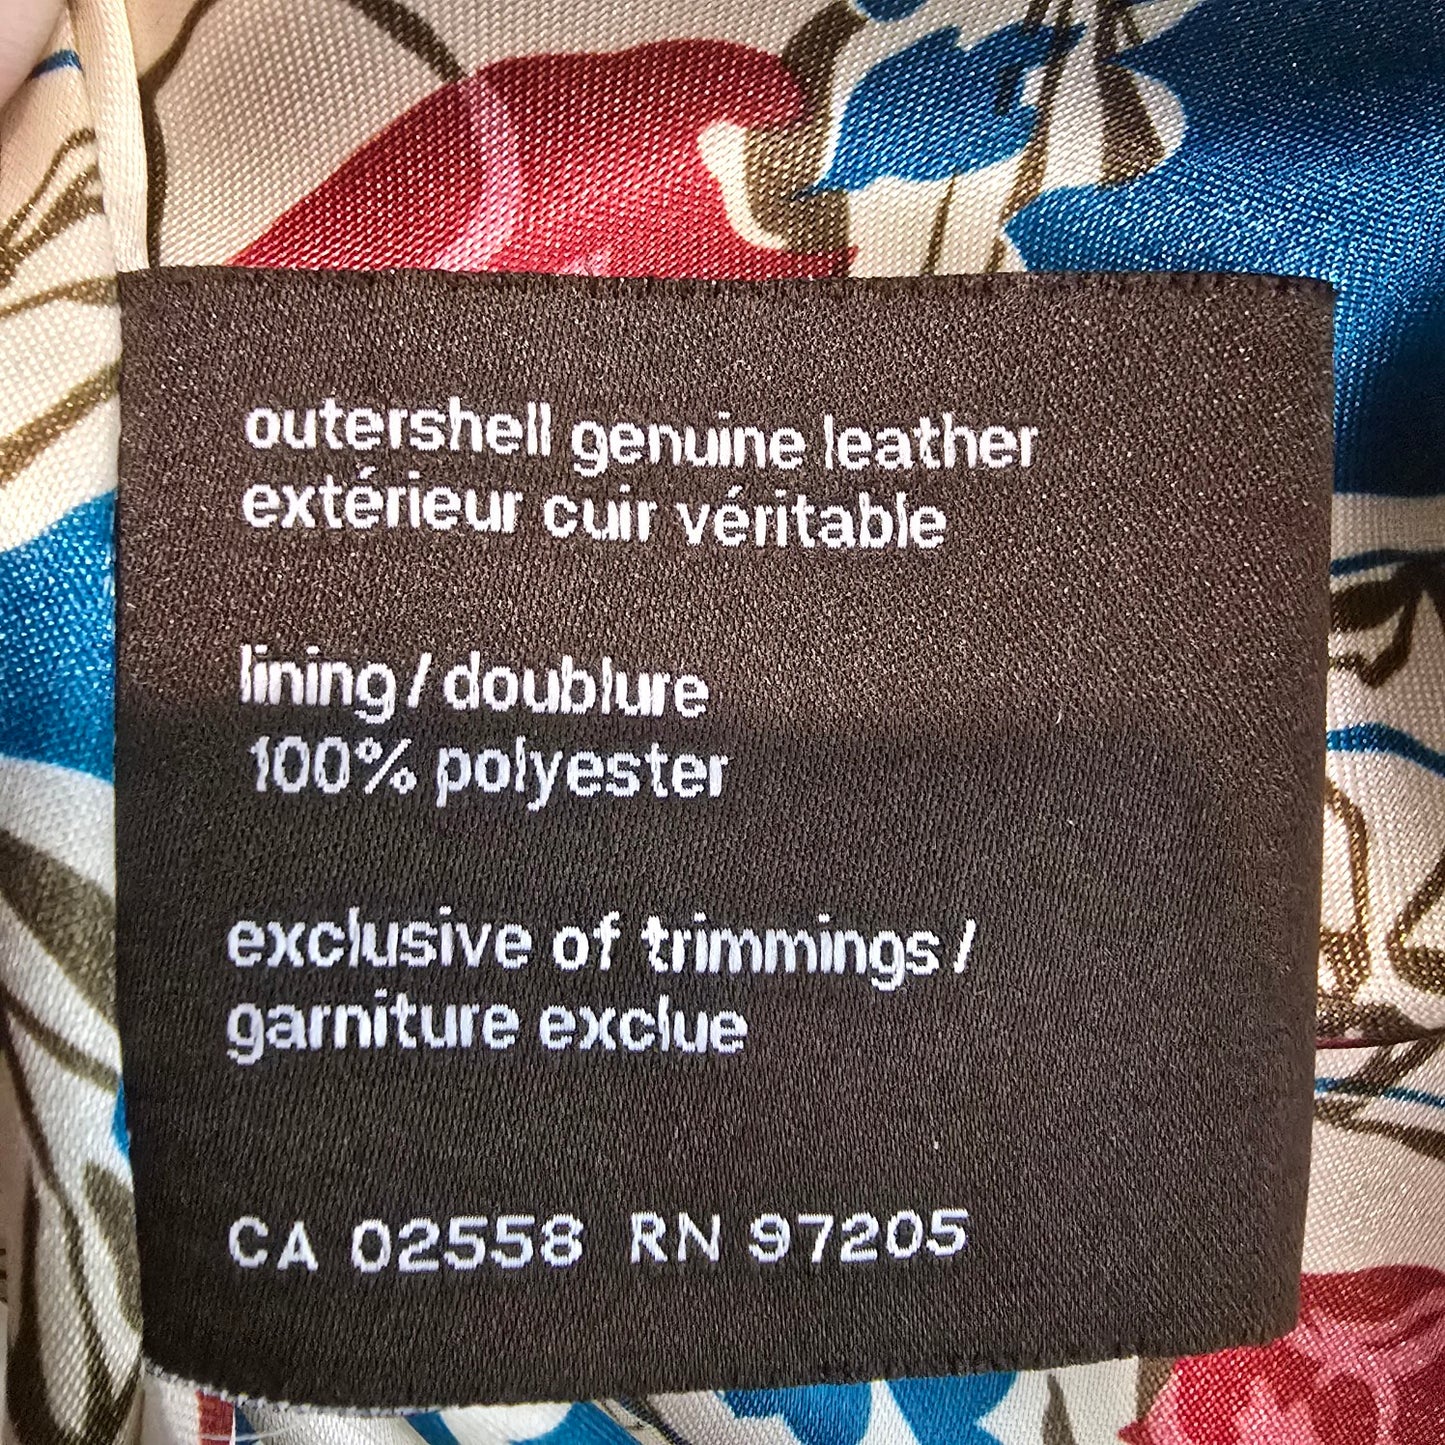 outershell genuine leather
extérieur cuir véritable
lining / doublure
100% polyester
exclusive of trimmings /
garniture exclue
CA 02558 RN 97205